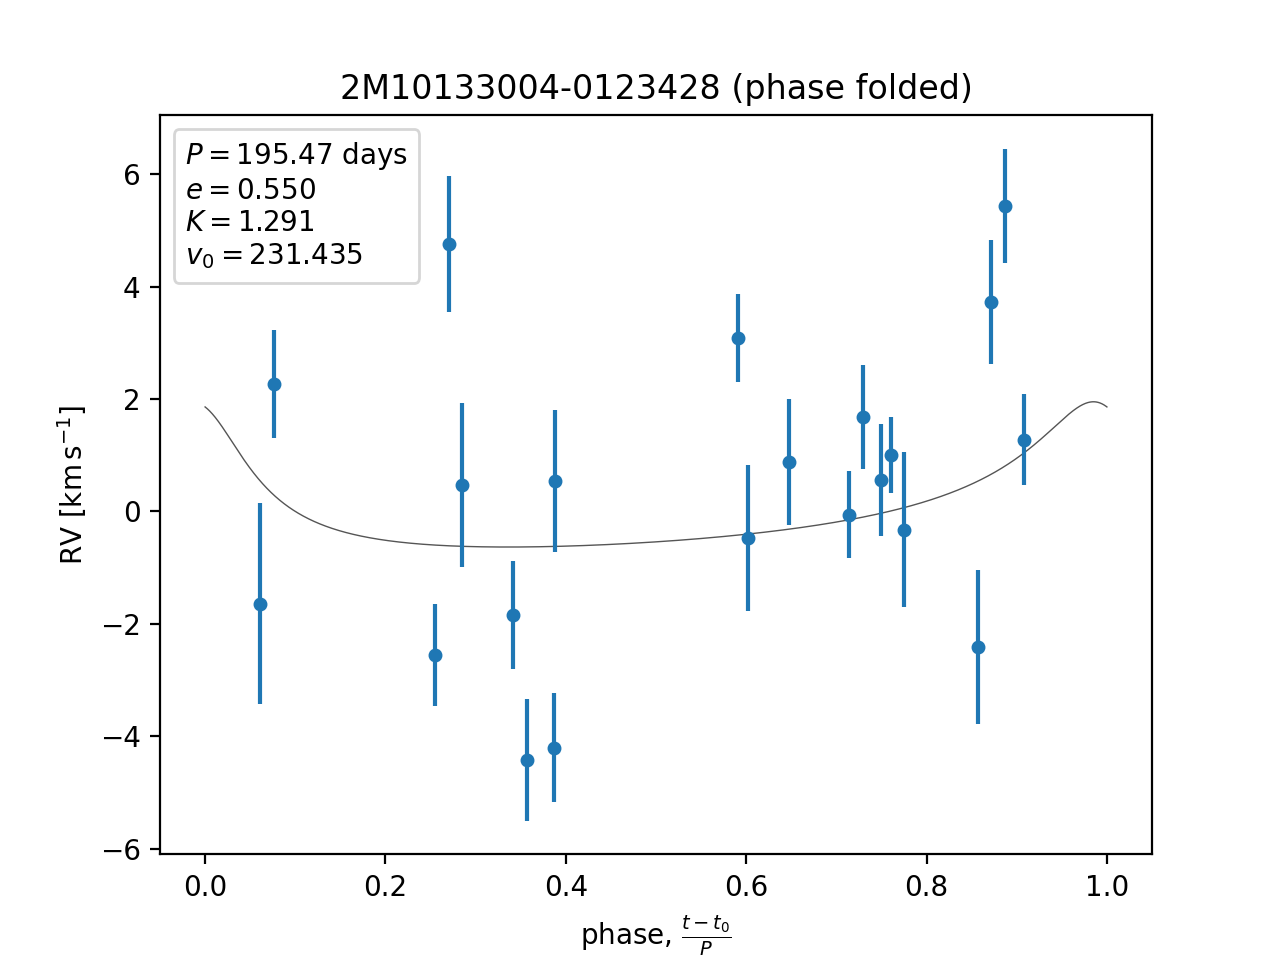 2M10133004-0123428 (phase folded)
P = 195.47 days
e = 0.550
K = 1.291
v₀ = 231.435
6
4
2
0
−2
−4
−6
RV [km s⁻¹]
0.0 0.2 0.4 0.6 0.8 1.0
phase, (t − t₀)/P